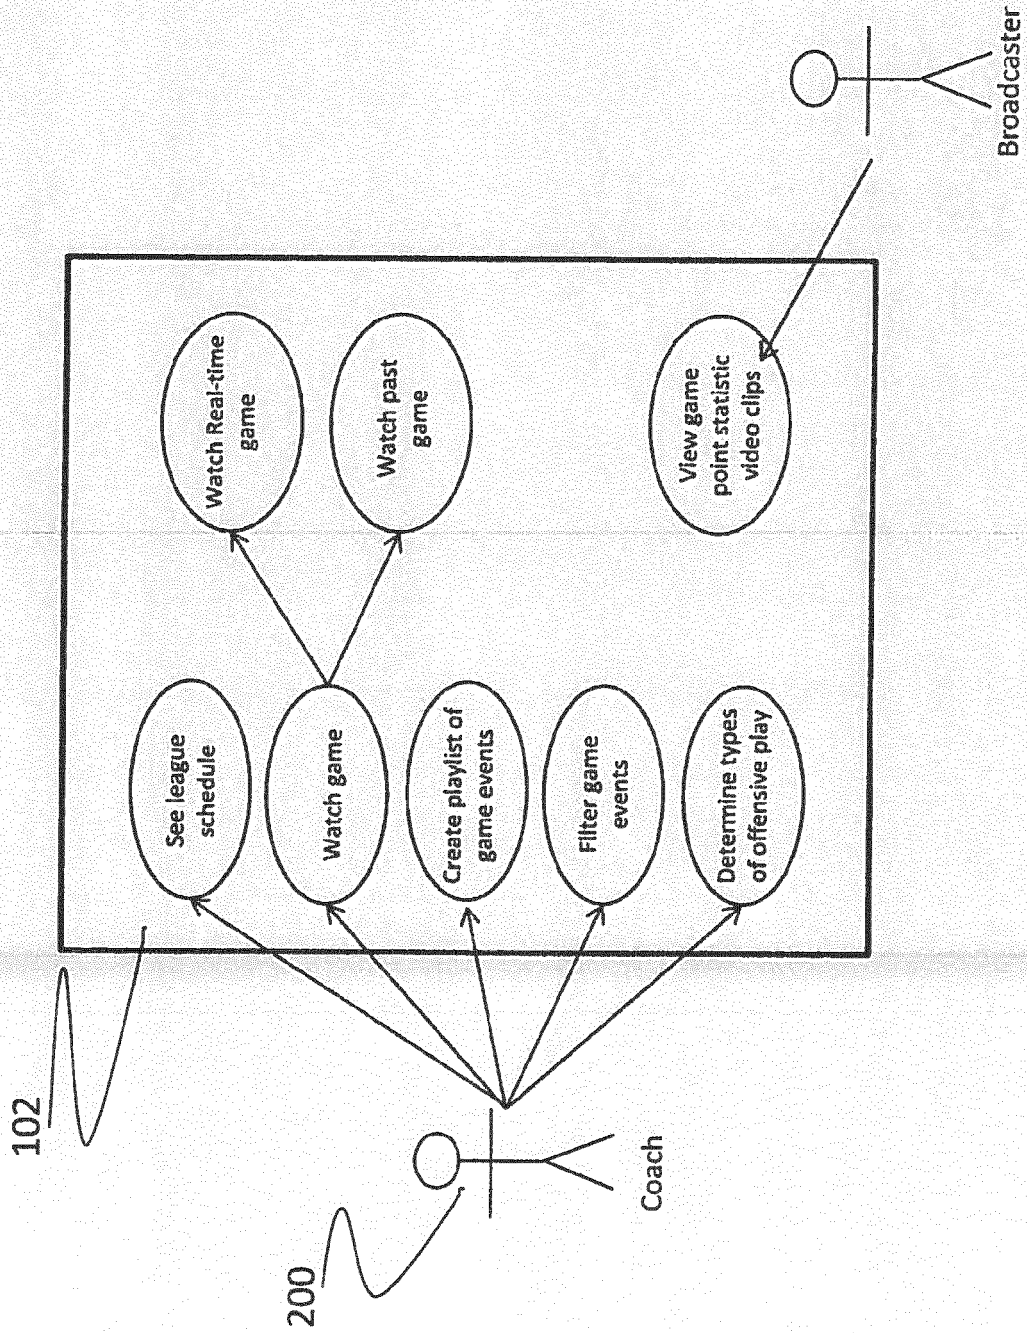 102
200
Coach
See league
schedule
Watch game
Create playlist of
game events
Filter game
events
Determine types
of offensive play
Watch Real-time
game
Watch past
game
View game
point statistic
video clips
Broadcaster